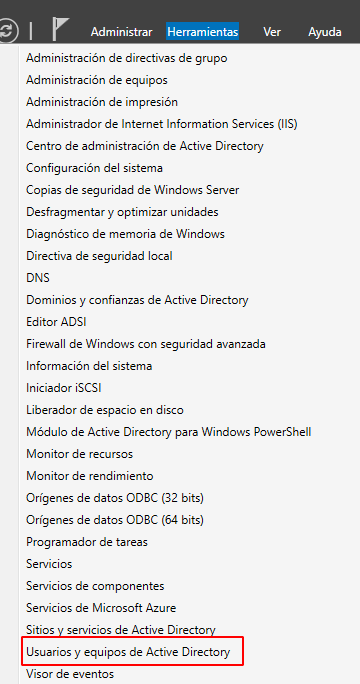 Administrar Herramientas Ver Ayuda
Administración de directivas de grupo
Administración de equipos
Administración de impresión
Administrador de Internet Information Services (IIS)
Centro de administración de Active Directory
Configuración del sistema
Copias de seguridad de Windows Server
Desfragmentar y optimizar unidades
Diagnóstico de memoria de Windows
Directiva de seguridad local
DNS
Dominios y confianzas de Active Directory
Editor ADSI
Firewall de Windows con seguridad avanzada
Información del sistema
Iniciador iSCSI
Liberador de espacio en disco
Módulo de Active Directory para Windows PowerShell
Monitor de recursos
Monitor de rendimiento
Orígenes de datos ODBC (32 bits)
Orígenes de datos ODBC (64 bits)
Programador de tareas
Servicios
Servicios de componentes
Servicios de Microsoft Azure
Sitios y servicios de Active Directory
Usuarios y equipos de Active Directory
Visor de eventos